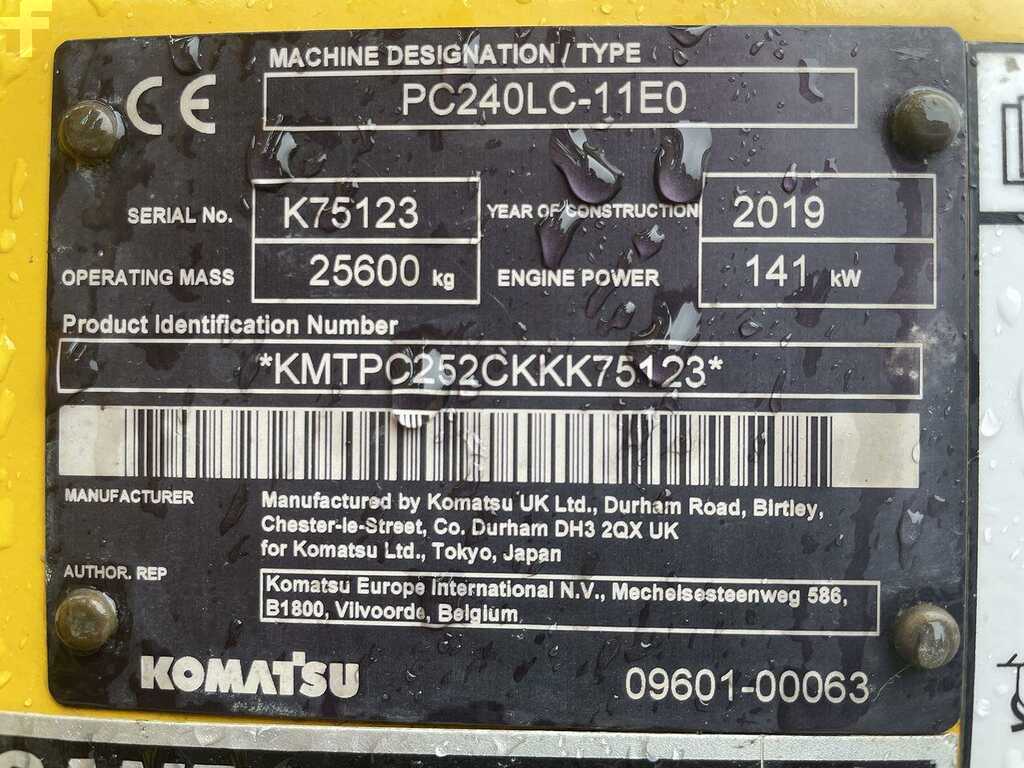 MACHINE DESIGNATION / TYPE
CE
PC240LC-11E0
SERIAL No. K75123 YEAR OF CONSTRUCTION 2019
OPERATING MASS 25600 kg ENGINE POWER 141 kW
Product Identification Number
*KMTPC252CKKK75123*
MANUFACTURER Manufactured by Komatsu UK Ltd., Durham Road, Birtley,
Chester-le-Street, Co. Durham DH3 2QX UK
for Komatsu Ltd., Tokyo, Japan
AUTHOR. REP Komatsu Europe International N.V., Mechelsesteenweg 586,
B1800, Vilvoorde, Belgium
KOMATSU 09601-00063